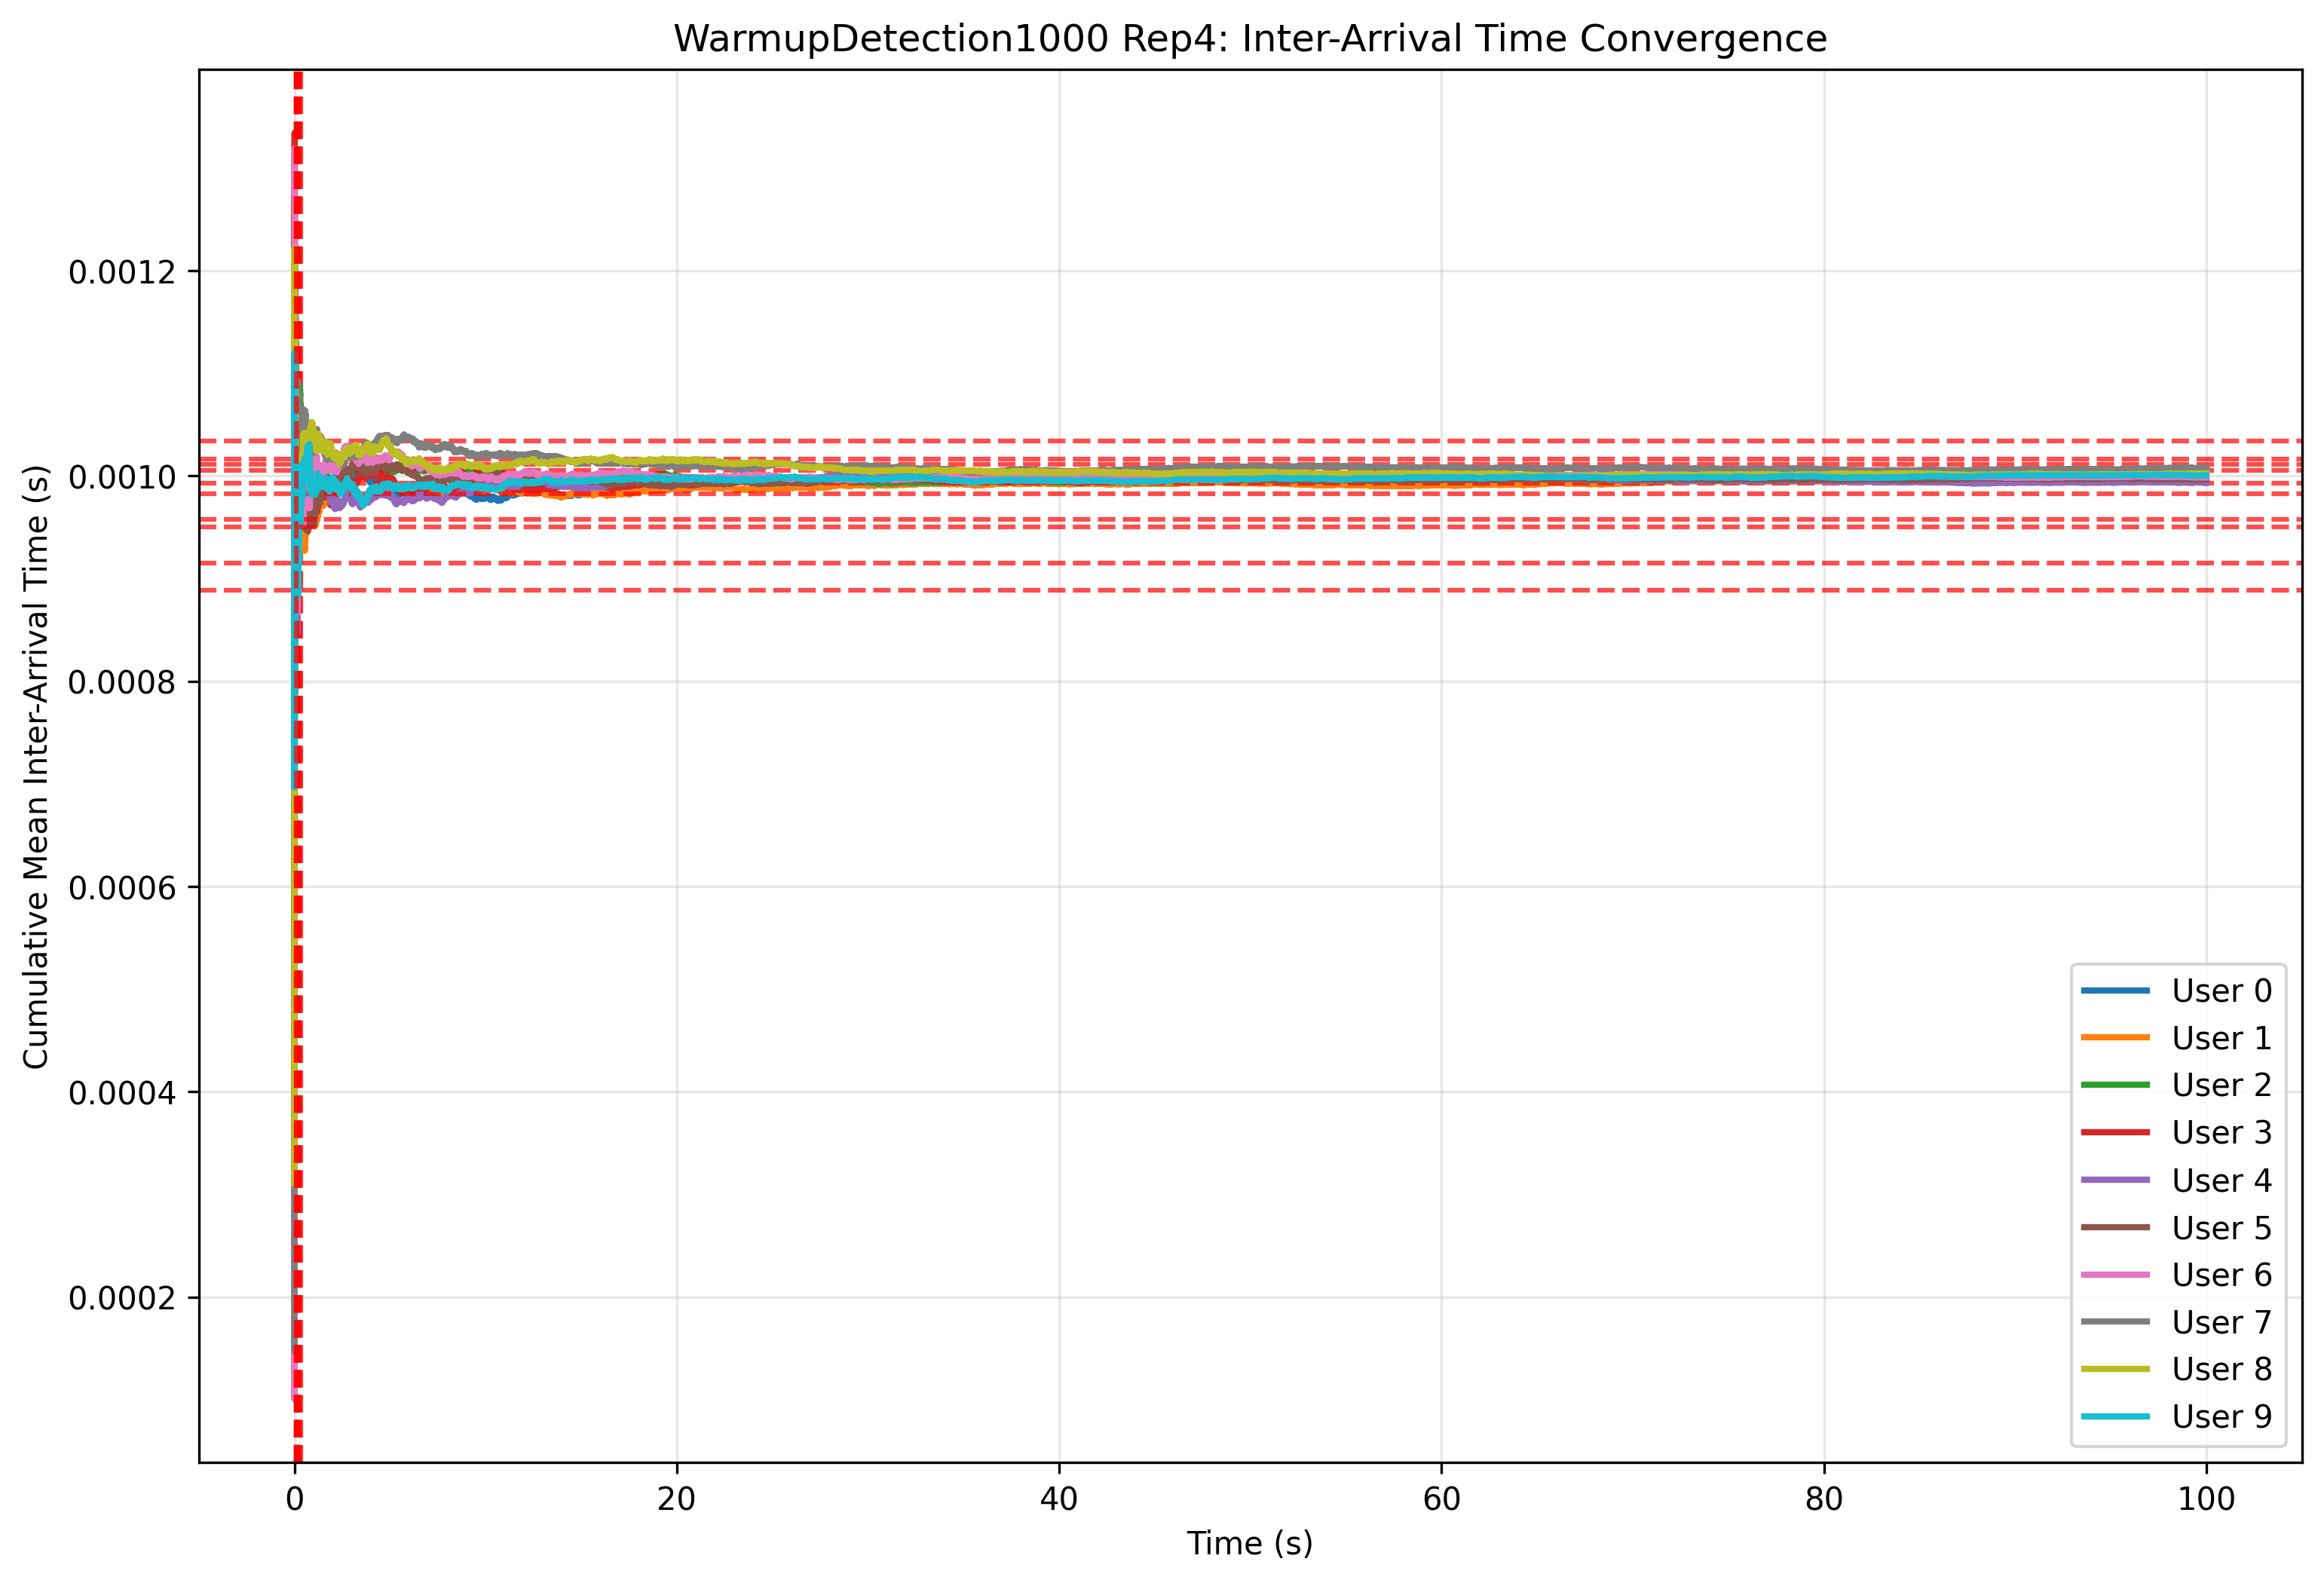 WarmupDetection1000 Rep4: Inter-Arrival Time Convergence
Cumulative Mean Inter-Arrival Time (s)
0.0012
0.0010
0.0008
0.0006
0.0004
0.0002
0
20
40
60
80
100
Time (s)
User 0
User 1
User 2
User 3
User 4
User 5
User 6
User 7
User 8
User 9